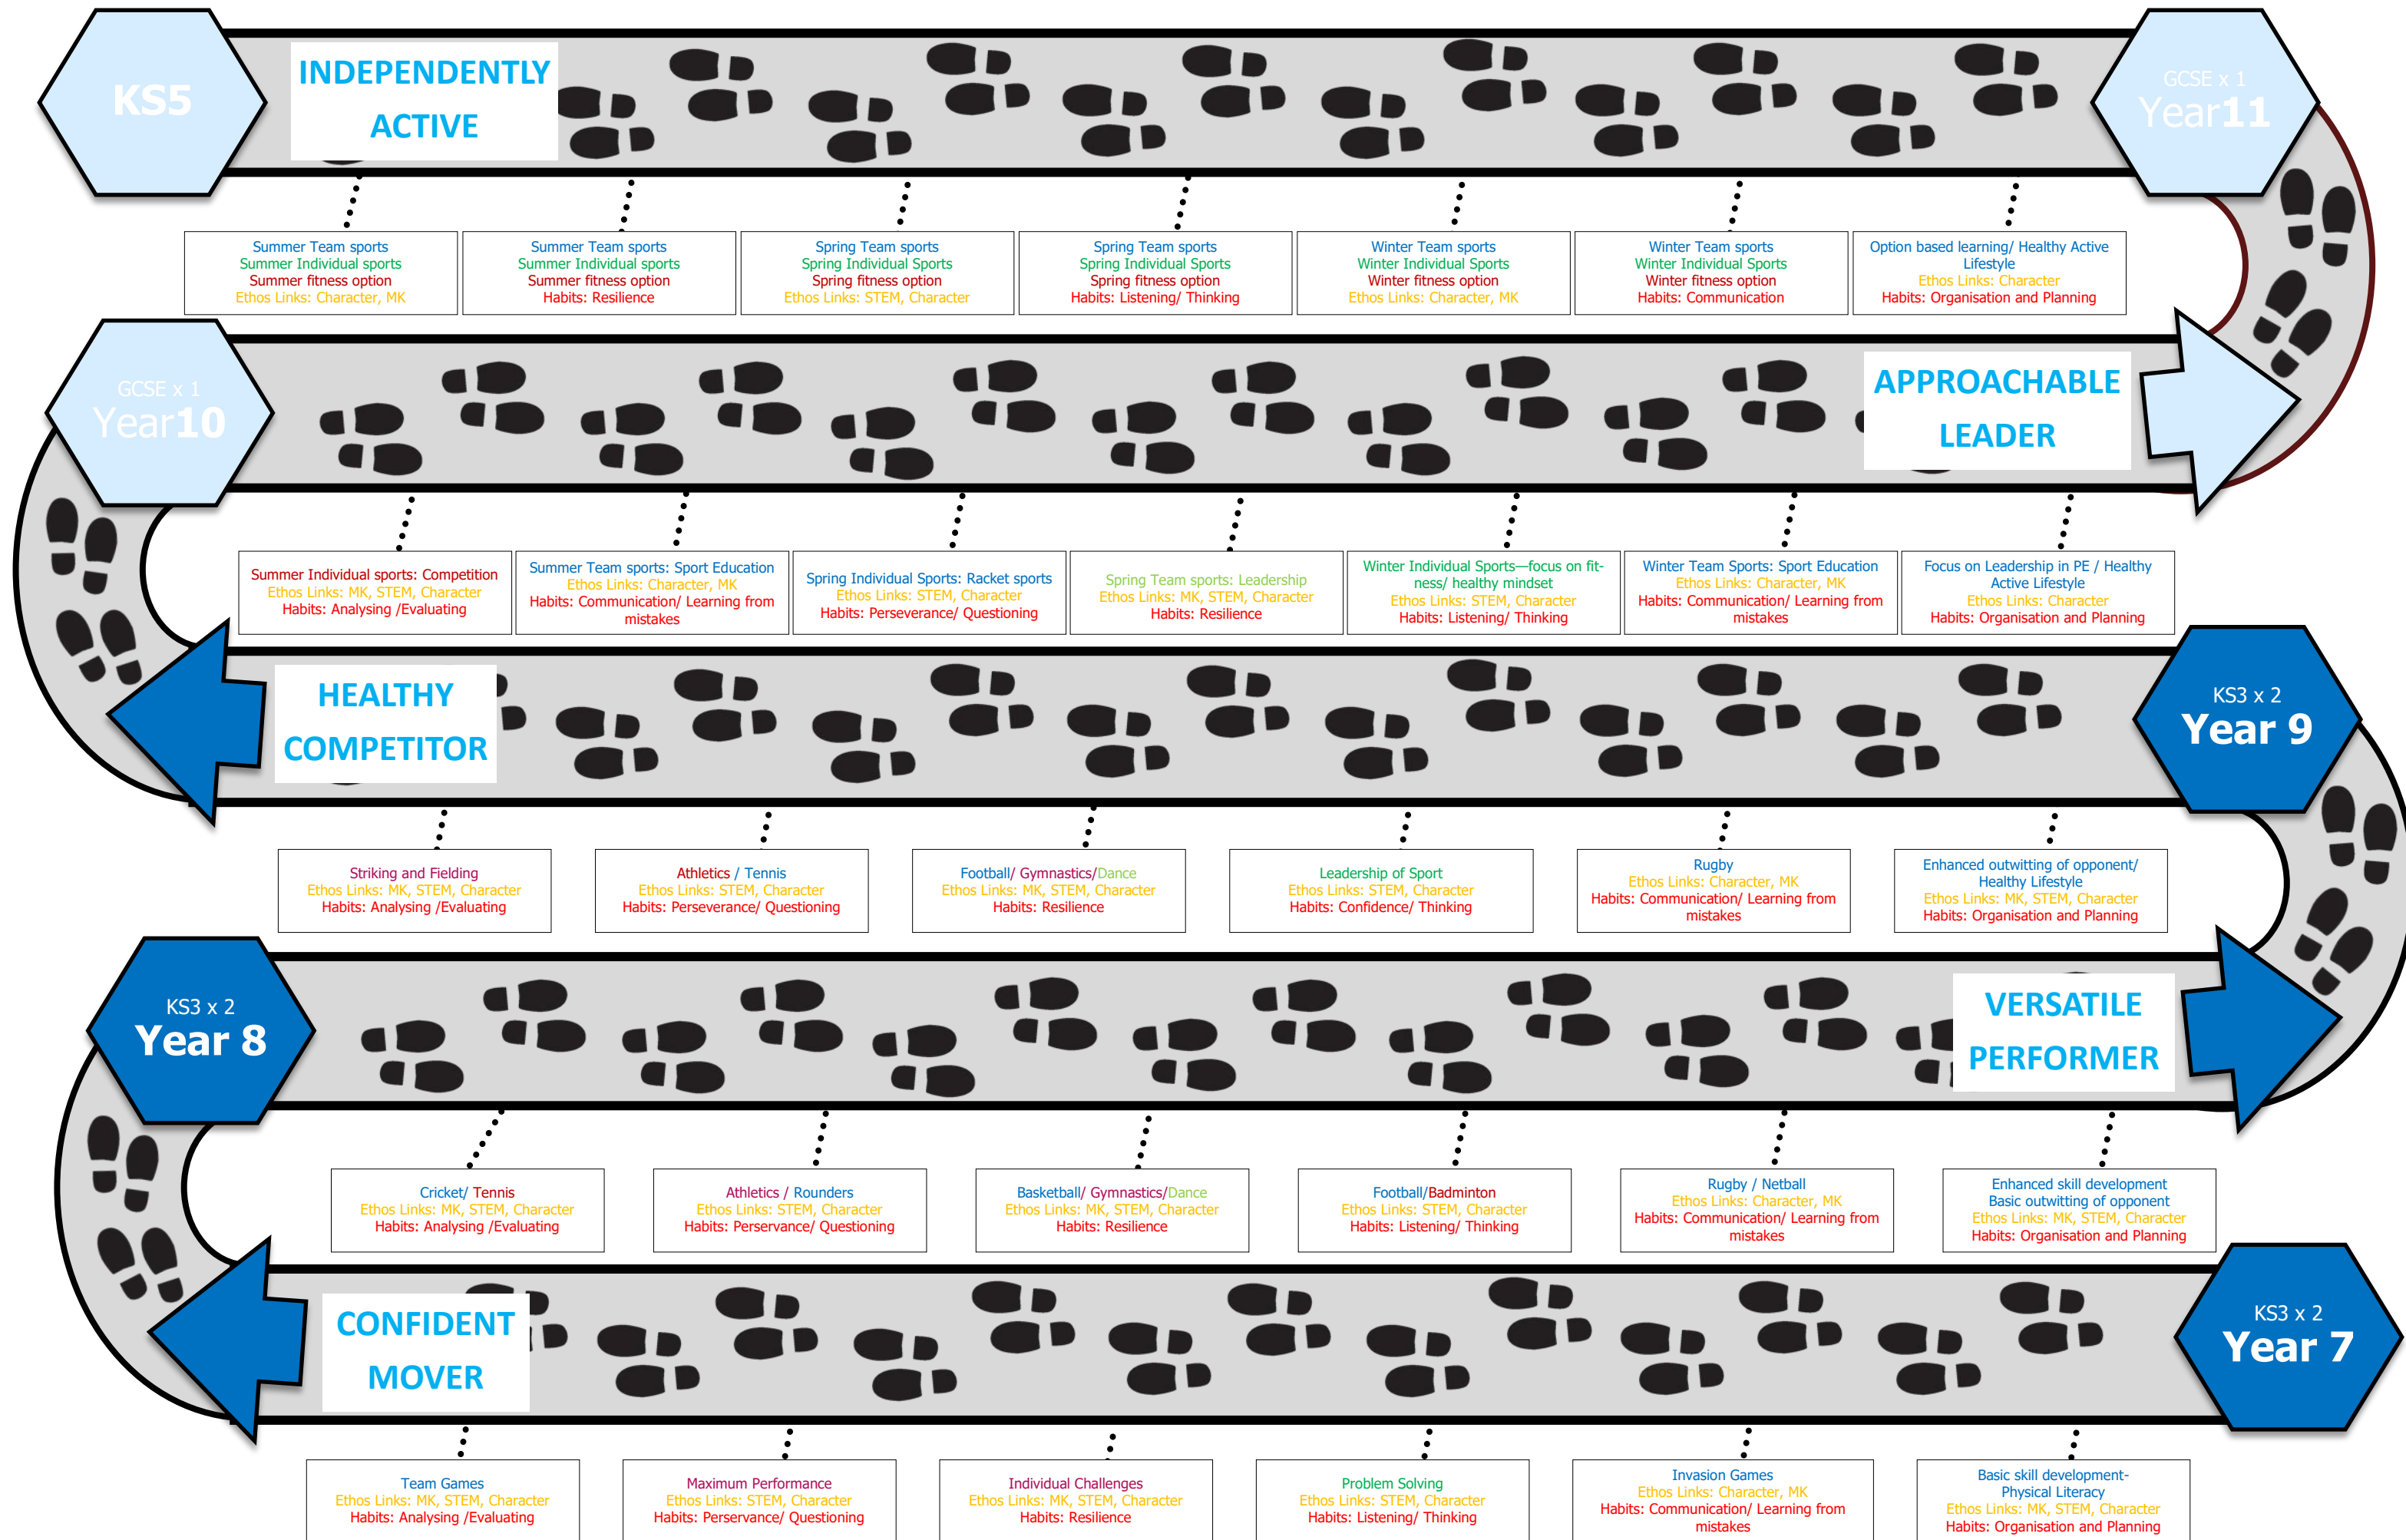 KS5
INDEPENDENTLY
ACTIVE
GCSE x 1
Year11
Summer Team sports
Summer Individual sports
Summer fitness option
Ethos Links: Character, MK
Summer Team sports
Summer Individual sports
Summer fitness option
Habits: Resilience
Spring Team sports
Spring Individual Sports
Spring fitness option
Ethos Links: STEM, Character
Spring Team sports
Spring Individual Sports
Spring fitness option
Habits: Listening/ Thinking
Winter Team sports
Winter Individual Sports
Winter fitness option
Ethos Links: Character, MK
Winter Team sports
Winter Individual Sports
Winter fitness option
Habits: Communication
Option based learning/ Healthy Active
Lifestyle
Ethos Links: Character
Habits: Organisation and Planning
GCSE x 1
Year10
APPROACHABLE
LEADER
Summer Individual sports: Competition
Ethos Links: MK, STEM, Character
Habits: Analysing /Evaluating
Summer Team sports: Sport Education
Ethos Links: Character, MK
Habits: Communication/ Learning from
mistakes
Spring Individual Sports: Racket sports
Ethos Links: STEM, Character
Habits: Perseverance/ Questioning
Spring Team sports: Leadership
Ethos Links: MK, STEM, Character
Habits: Resilience
Winter Individual Sports—focus on fit-
ness/ healthy mindset
Ethos Links: STEM, Character
Habits: Listening/ Thinking
Winter Team Sports: Sport Education
Ethos Links: Character, MK
Habits: Communication/ Learning from
mistakes
Focus on Leadership in PE / Healthy
Active Lifestyle
Ethos Links: Character
Habits: Organisation and Planning
HEALTHY
COMPETITOR
KS3 x 2
Year 9
Striking and Fielding
Ethos Links: MK, STEM, Character
Habits: Analysing /Evaluating
Athletics / Tennis
Ethos Links: STEM, Character
Habits: Perseverance/ Questioning
Football/ Gymnastics/Dance
Ethos Links: MK, STEM, Character
Habits: Resilience
Leadership of Sport
Ethos Links: STEM, Character
Habits: Confidence/ Thinking
Rugby
Ethos Links: Character, MK
Habits: Communication/ Learning from
mistakes
Enhanced outwitting of opponent/
Healthy Lifestyle
Ethos Links: MK, STEM, Character
Habits: Organisation and Planning
KS3 x 2
Year 8
VERSATILE
PERFORMER
Cricket/ Tennis
Ethos Links: MK, STEM, Character
Habits: Analysing /Evaluating
Athletics / Rounders
Ethos Links: STEM, Character
Habits: Perservance/ Questioning
Basketball/ Gymnastics/Dance
Ethos Links: MK, STEM, Character
Habits: Resilience
Football/Badminton
Ethos Links: STEM, Character
Habits: Listening/ Thinking
Rugby / Netball
Ethos Links: Character, MK
Habits: Communication/ Learning from
mistakes
Enhanced skill development
Basic outwitting of opponent
Ethos Links: MK, STEM, Character
Habits: Organisation and Planning
CONFIDENT
MOVER
KS3 x 2
Year 7
Team Games
Ethos Links: MK, STEM, Character
Habits: Analysing /Evaluating
Maximum Performance
Ethos Links: STEM, Character
Habits: Perservance/ Questioning
Individual Challenges
Ethos Links: MK, STEM, Character
Habits: Resilience
Problem Solving
Ethos Links: STEM, Character
Habits: Listening/ Thinking
Invasion Games
Ethos Links: Character, MK
Habits: Communication/ Learning from
mistakes
Basic skill development-
Physical Literacy
Ethos Links: MK, STEM, Character
Habits: Organisation and Planning